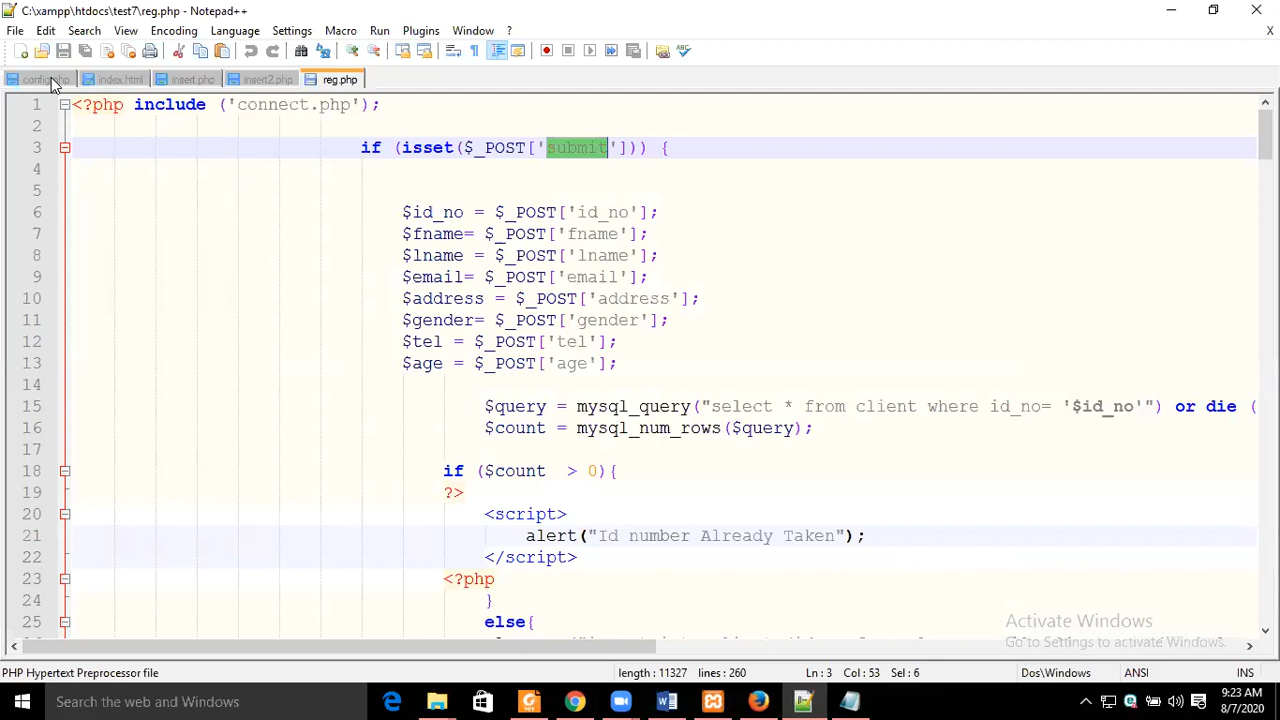 C:\xampp\htdocs\test7\reg.php - Notepad++
File Edit Search View Encoding Language Settings Macro Run Plugins Window ? X
config.php index.html insert.php insert2.php reg.php
1 <?php include ('connect.php');
2
3 if (isset($_POST['submit'])) {
4
5
6 $id_no = $_POST['id_no'];
7 $fname= $_POST['fname'];
8 $lname = $_POST['lname'];
9 $email= $_POST['email'];
10 $address = $_POST['address'];
11 $gender= $_POST['gender'];
12 $tel = $_POST['tel'];
13 $age = $_POST['age'];
14
15 $query = mysql_query("select * from client where id_no= '$id_no'") or die (
16 $count = mysql_num_rows($query);
17
18 if ($count > 0){
19 ?>
20 <script>
21 alert("Id number Already Taken");
22 </script>
23 <?php
24 }
25 else{
Activate Windows
Go to Settings to activate Windows.
PHP Hypertext Preprocessor file length : 11327 lines : 260 Ln : 3 Col : 53 Sel : 6 Dos\Windows ANSI INS
Search the web and Windows
9:23 AM
8/7/2020